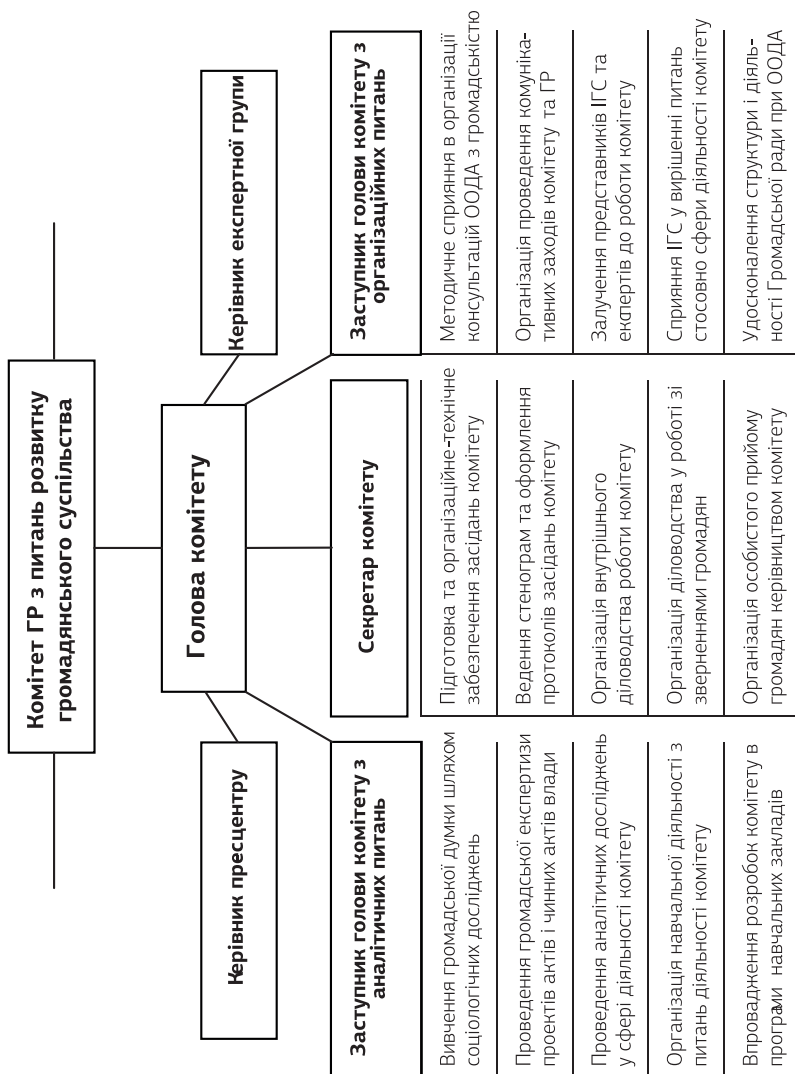 Комітет ГР з питань розвитку
громадянського суспільства
Голова комітету
Керівник пресцентру
Керівник експертної групи
Заступник голови комітету з
аналітичних питань
Вивчення громадської думки шляхом
соціологічних досліджень
Проведення громадської експертизи
проектів актів і чинних актів влади
Проведення аналітичних досліджень
у сфері діяльності комітету
Організація навчальної діяльності з
питань діяльності комітету
Впровадження розробок комітету в
програми навчальних закладів
Секретар комітету
Підготовка та організаційне-технічне
забезпечення засідань комітету
Ведення стенограм та оформлення
протоколів засідань комітету
Організація внутрішнього
діловодства роботи комітету
Організація діловодства у роботі зі
зверненнями громадян
Організація особистого прийому
громадян керівництвом комітету
Заступник голови комітету з
організаційних питань
Методичне сприяння в організації
консультацій ООДА з громадськістю
Організація проведення комуніка-
тивних заходів комітету та ГР
Залучення представників ІГС та
експертів до роботи комітету
Сприяння ІГС у вирішенні питань
стосовно сфери діяльності комітету
Удосконалення структури і діяль-
ності Громадської ради при ООДА